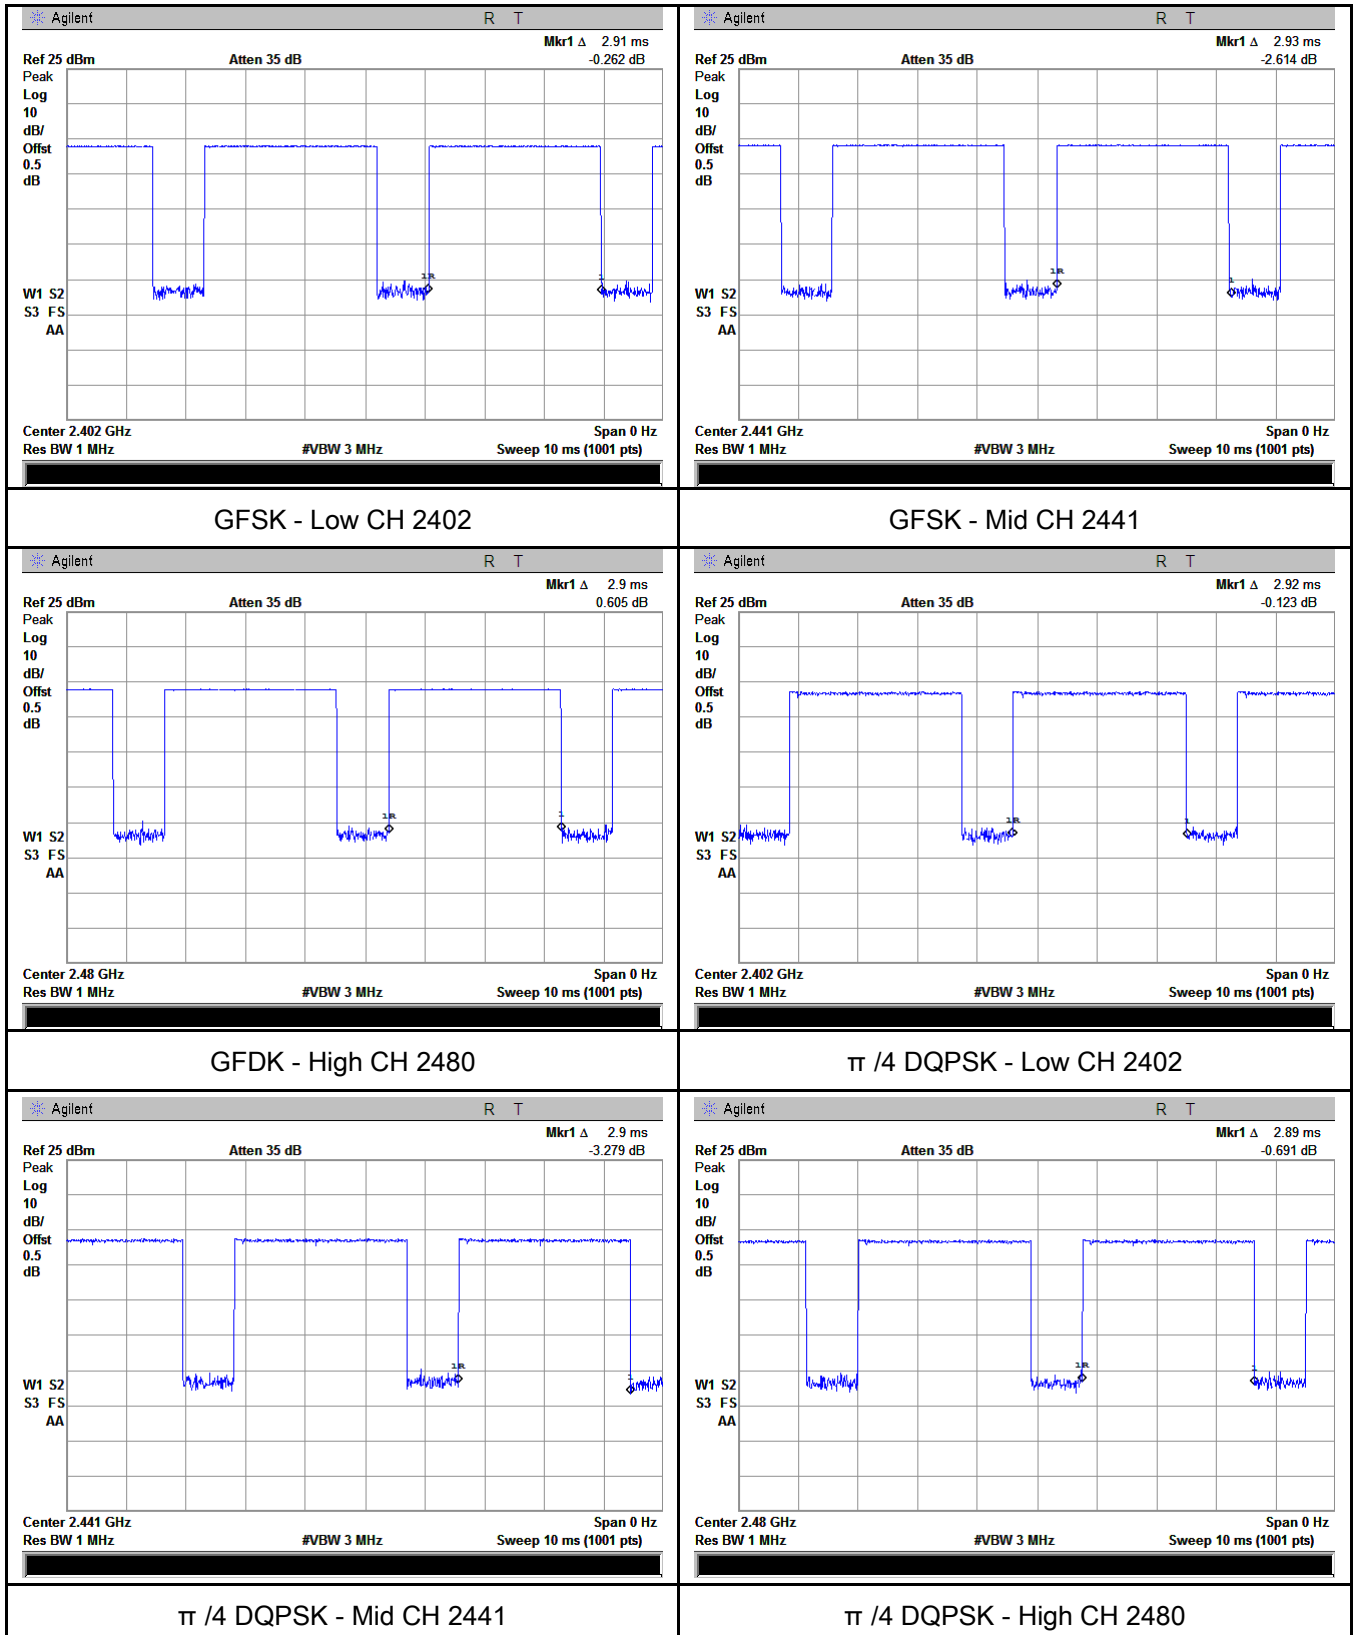 Agilent R T
Mkr1 Δ 2.91 ms
Ref 25 dBm Atten 35 dB -0.262 dB
Peak
Log
10
dB/
Offst
0.5
dB
1R
1
W1 S2
S3 FS
AA
Center 2.402 GHz Span 0 Hz
Res BW 1 MHz #VBW 3 MHz Sweep 10 ms (1001 pts)
GFSK - Low CH 2402
Agilent R T
Mkr1 Δ 2.93 ms
Ref 25 dBm Atten 35 dB -2.614 dB
Peak
Log
10
dB/
Offst
0.5
dB
1R
1
W1 S2
S3 FS
AA
Center 2.441 GHz Span 0 Hz
Res BW 1 MHz #VBW 3 MHz Sweep 10 ms (1001 pts)
GFSK - Mid CH 2441
Agilent R T
Mkr1 Δ 2.9 ms
Ref 25 dBm Atten 35 dB 0.605 dB
Peak
Log
10
dB/
Offst
0.5
dB
1R
1
W1 S2
S3 FS
AA
Center 2.48 GHz Span 0 Hz
Res BW 1 MHz #VBW 3 MHz Sweep 10 ms (1001 pts)
GFDK - High CH 2480
Agilent R T
Mkr1 Δ 2.92 ms
Ref 25 dBm Atten 35 dB -0.123 dB
Peak
Log
10
dB/
Offst
0.5
dB
1R
1
W1 S2
S3 FS
AA
Center 2.402 GHz Span 0 Hz
Res BW 1 MHz #VBW 3 MHz Sweep 10 ms (1001 pts)
π /4 DQPSK - Low CH 2402
Agilent R T
Mkr1 Δ 2.9 ms
Ref 25 dBm Atten 35 dB -3.279 dB
Peak
Log
10
dB/
Offst
0.5
dB
1R
1
W1 S2
S3 FS
AA
Center 2.441 GHz Span 0 Hz
Res BW 1 MHz #VBW 3 MHz Sweep 10 ms (1001 pts)
π /4 DQPSK - Mid CH 2441
Agilent R T
Mkr1 Δ 2.89 ms
Ref 25 dBm Atten 35 dB -0.691 dB
Peak
Log
10
dB/
Offst
0.5
dB
1R
1
W1 S2
S3 FS
AA
Center 2.48 GHz Span 0 Hz
Res BW 1 MHz #VBW 3 MHz Sweep 10 ms (1001 pts)
π /4 DQPSK - High CH 2480